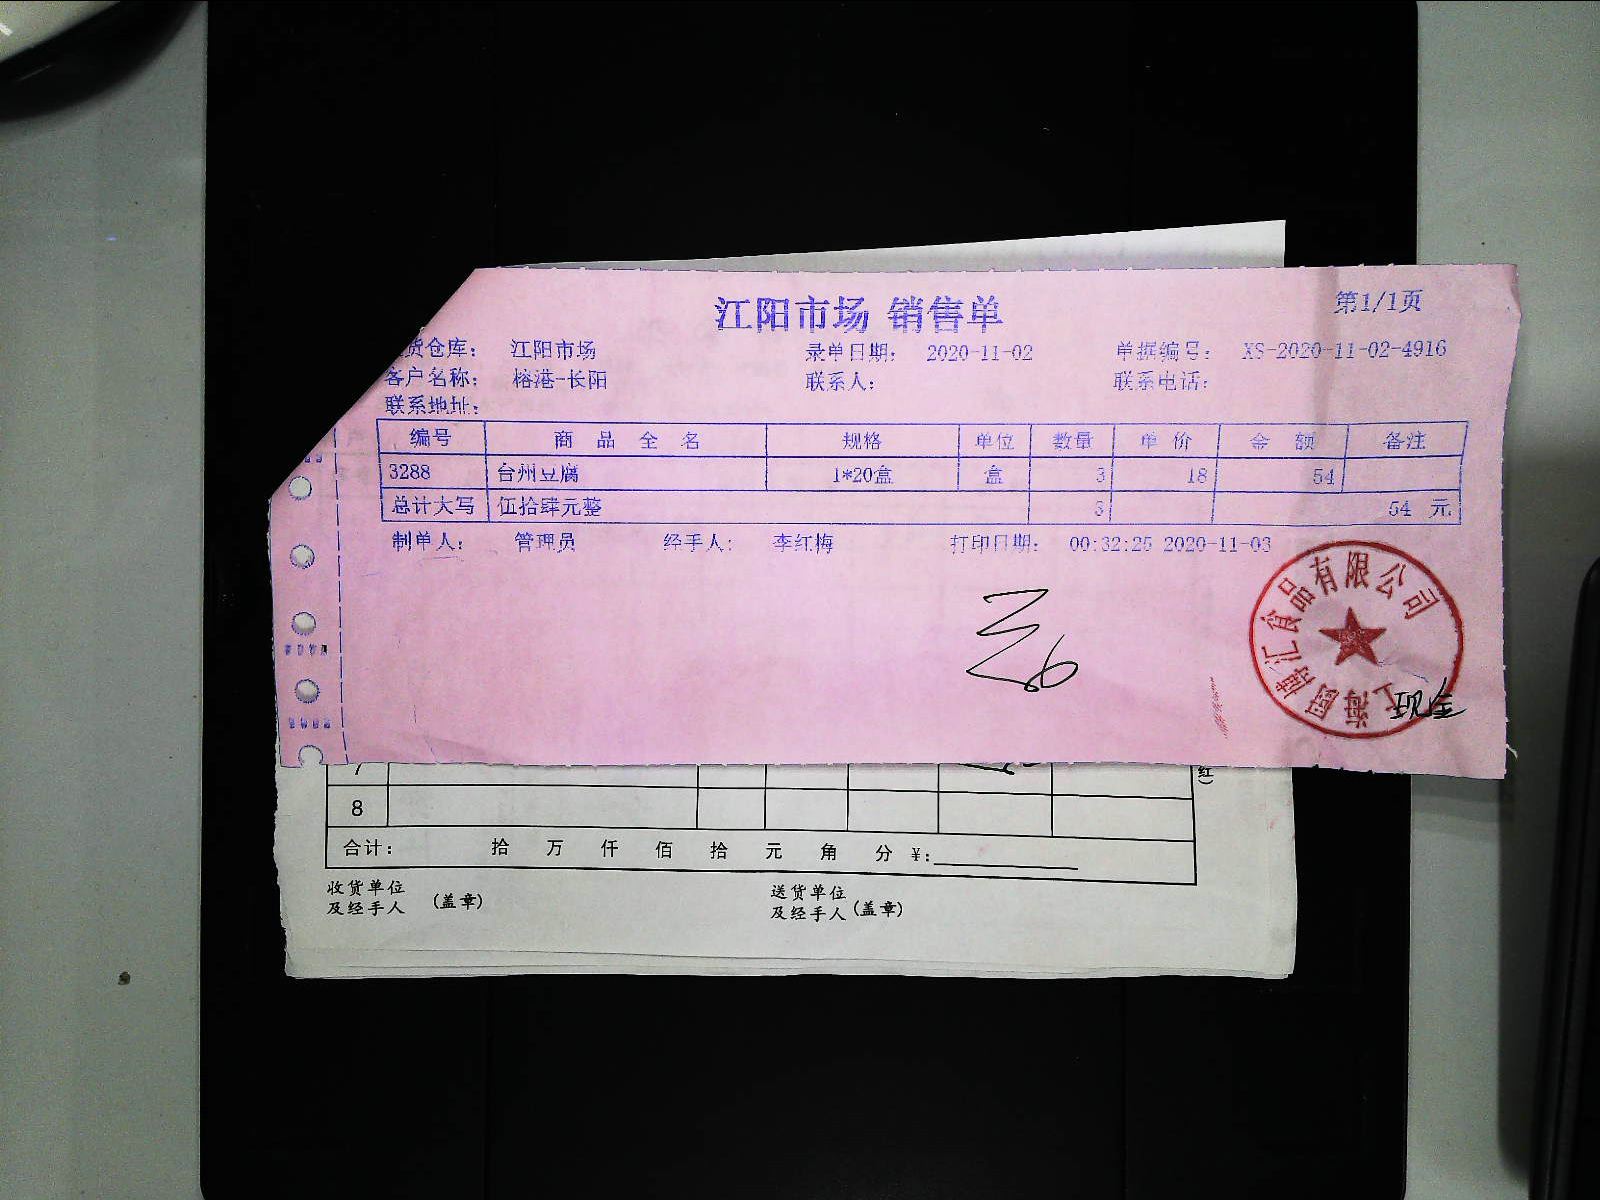 江阳市场 销售单
第1/1页
货仓库： 江阳市场 录单日期： 2020-11-02 单据编号： XS-2020-11-02-4916
客户名称： 榕港-长阳 联系人： 联系电话：
联系地址：
编号 商 品 全 名 规格 单位 数量 单 价 金 额 备注
3288 台州豆腐 1*20盒 盒 3 18 54
总计大写 伍拾肆元整 3 54 元
制单人： 管理员 经手人： 李红梅 打印日期： 00:32:25 2020-11-03
上海厨博汇食品有限公司
现金
7
红）
8
合计： 拾 万 仟 佰 拾 元 角 分 ￥：
收货单位 送货单位
及经手人 （盖章） 及经手人（盖章）